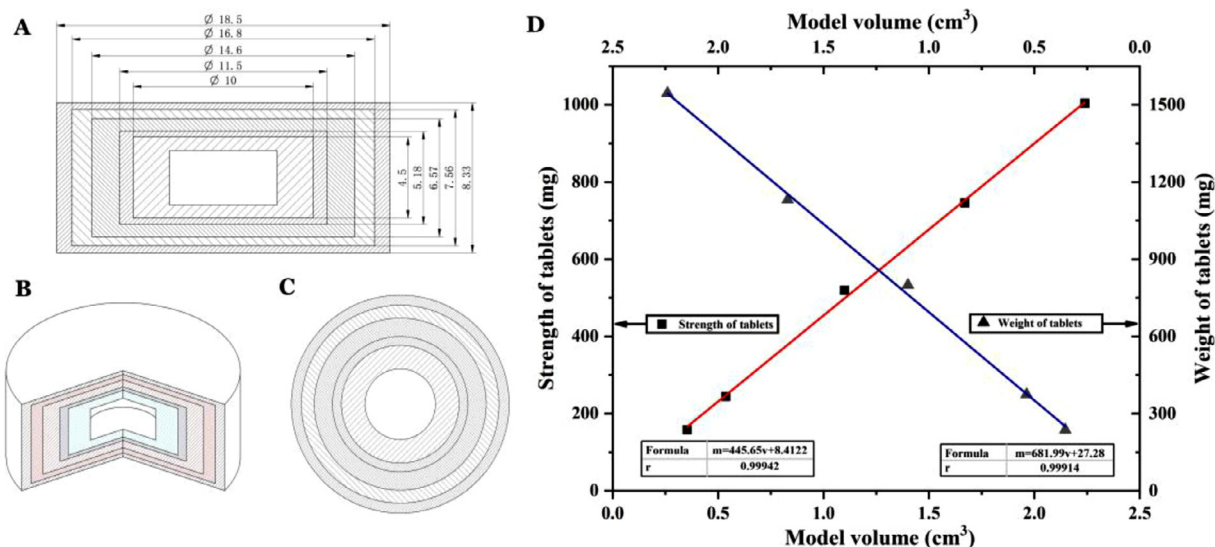 A
Ø 18.5
Ø 16.8
Ø 14.6
Ø 11.5
Ø 10
4.5
5.18
6.57
7.56
8.33
B
C
D
Model volume (cm³)
2.5 2.0 1.5 1.0 0.5 0.0
Strength of tablets (mg)
1000
800
600
400
200
0
Weight of tablets (mg)
1500
1200
900
600
300
0
Strength of tablets
Weight of tablets
Formula m=445.65v+8.4122
r 0.99942
Formula m=681.99v+27.28
r 0.99914
0.0 0.5 1.0 1.5 2.0 2.5
Model volume (cm³)